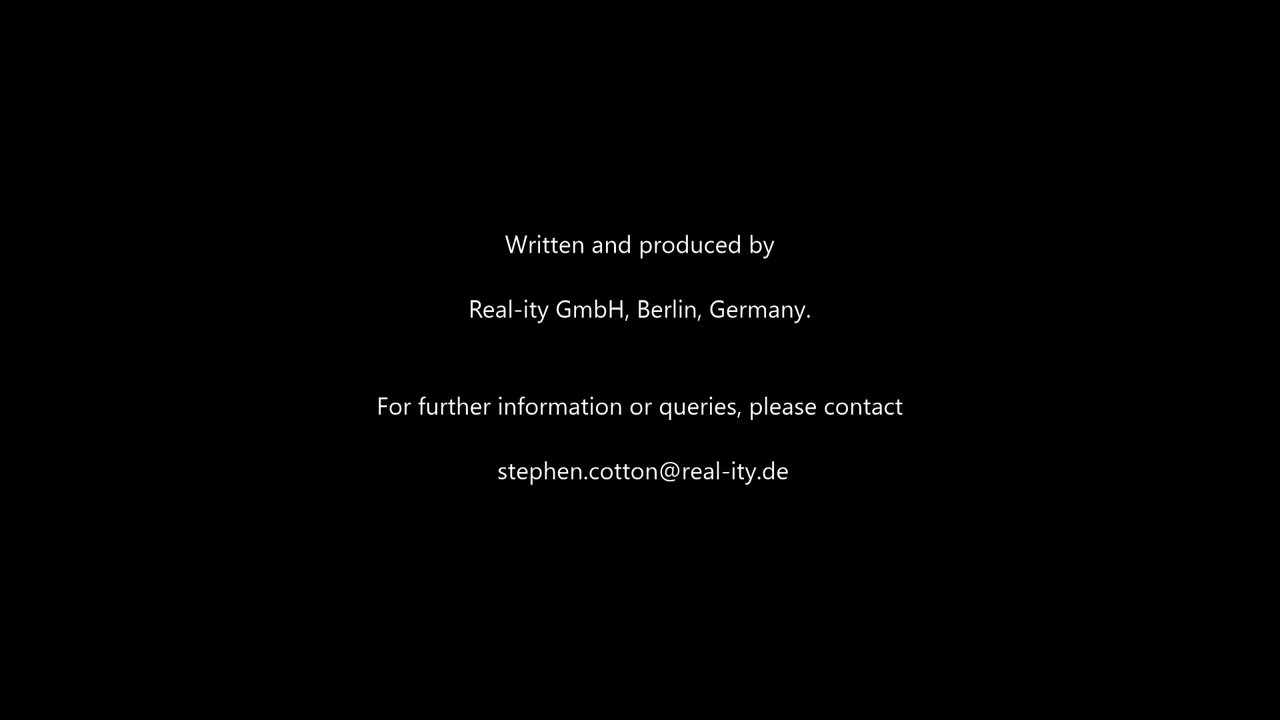 Written and produced by
Real-ity GmbH, Berlin, Germany.
For further information or queries, please contact
stephen.cotton@real-ity.de